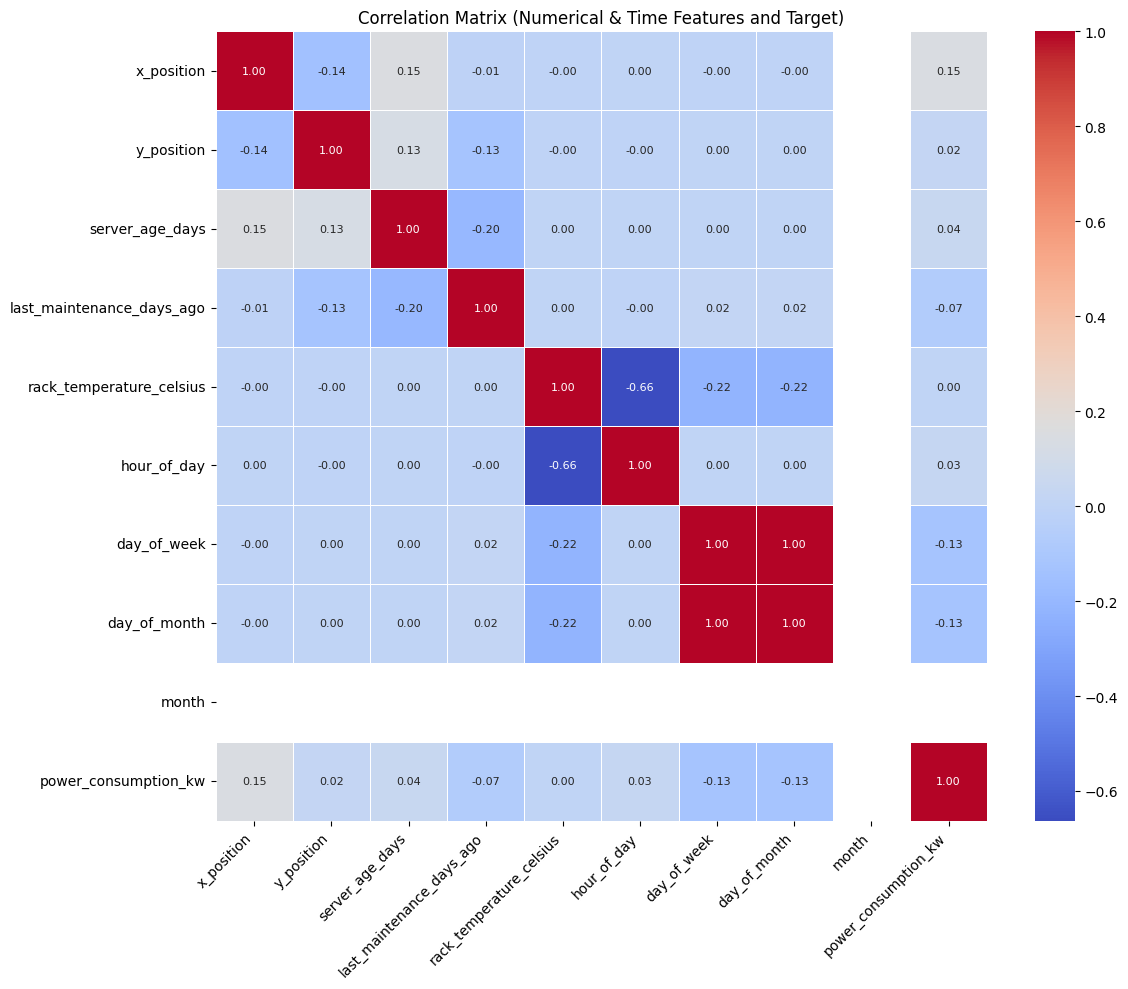 Correlation Matrix (Numerical & Time Features and Target)
x_position 1.00 -0.14 0.15 -0.01 -0.00 0.00 -0.00 -0.00 0.15
y_position -0.14 1.00 0.13 -0.13 -0.00 -0.00 0.00 0.00 0.02
server_age_days 0.15 0.13 1.00 -0.20 0.00 0.00 0.00 0.00 0.04
last_maintenance_days_ago -0.01 -0.13 -0.20 1.00 0.00 -0.00 0.02 0.02 -0.07
rack_temperature_celsius -0.00 -0.00 0.00 0.00 1.00 -0.66 -0.22 -0.22 0.00
hour_of_day 0.00 -0.00 0.00 -0.00 -0.66 1.00 0.00 0.00 0.03
day_of_week -0.00 0.00 0.00 0.02 -0.22 0.00 1.00 1.00 -0.13
day_of_month -0.00 0.00 0.00 0.02 -0.22 0.00 1.00 1.00 -0.13
month
power_consumption_kw 0.15 0.02 0.04 -0.07 0.00 0.03 -0.13 -0.13 1.00
x_position
y_position
server_age_days
last_maintenance_days_ago
rack_temperature_celsius
hour_of_day
day_of_week
day_of_month
month
power_consumption_kw
1.0
0.8
0.6
0.4
0.2
0.0
−0.2
−0.4
−0.6